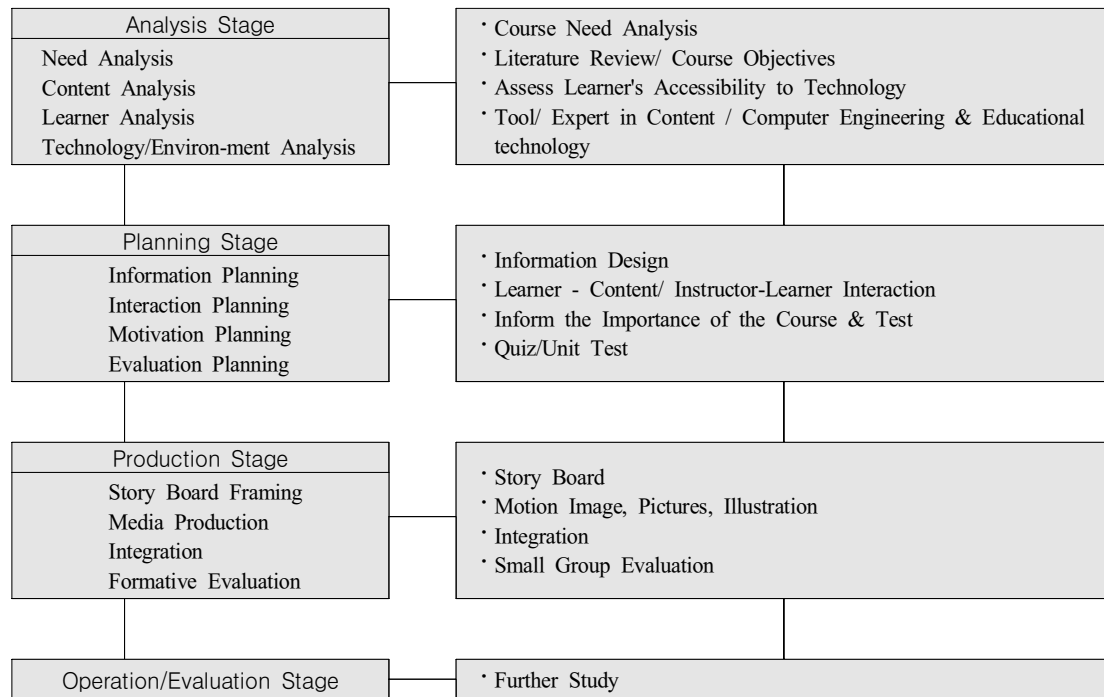 Analysis Stage
Need Analysis
Content Analysis
Learner Analysis
Technology/Environ-ment Analysis
· Course Need Analysis
· Literature Review/ Course Objectives
· Assess Learner's Accessibility to Technology
· Tool/ Expert in Content / Computer Engineering & Educational
technology
Planning Stage
Information Planning
Interaction Planning
Motivation Planning
Evaluation Planning
· Information Design
· Learner - Content/ Instructor-Learner Interaction
· Inform the Importance of the Course & Test
· Quiz/Unit Test
Production Stage
Story Board Framing
Media Production
Integration
Formative Evaluation
· Story Board
· Motion Image, Pictures, Illustration
· Integration
· Small Group Evaluation
Operation/Evaluation Stage
· Further Study